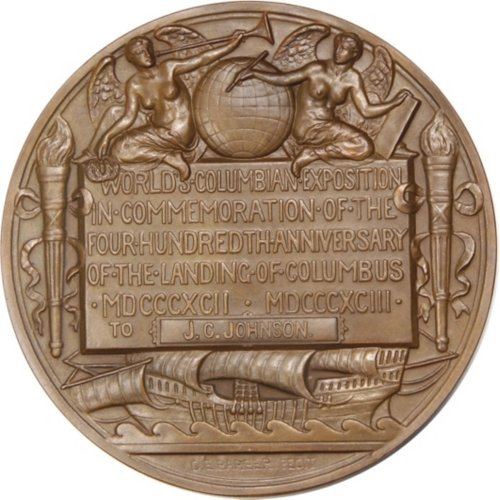 WORLD'S·COLUMBIAN·EXPOSITION
IN·COMMEMORATION·OF·THE
FOUR·HUNDREDTH·ANNIVERSARY
OF·THE·LANDING·OF·COLUMBUS
·MDCCCXCII · MDCCCXCIII·
TO J. C. JOHNSON.